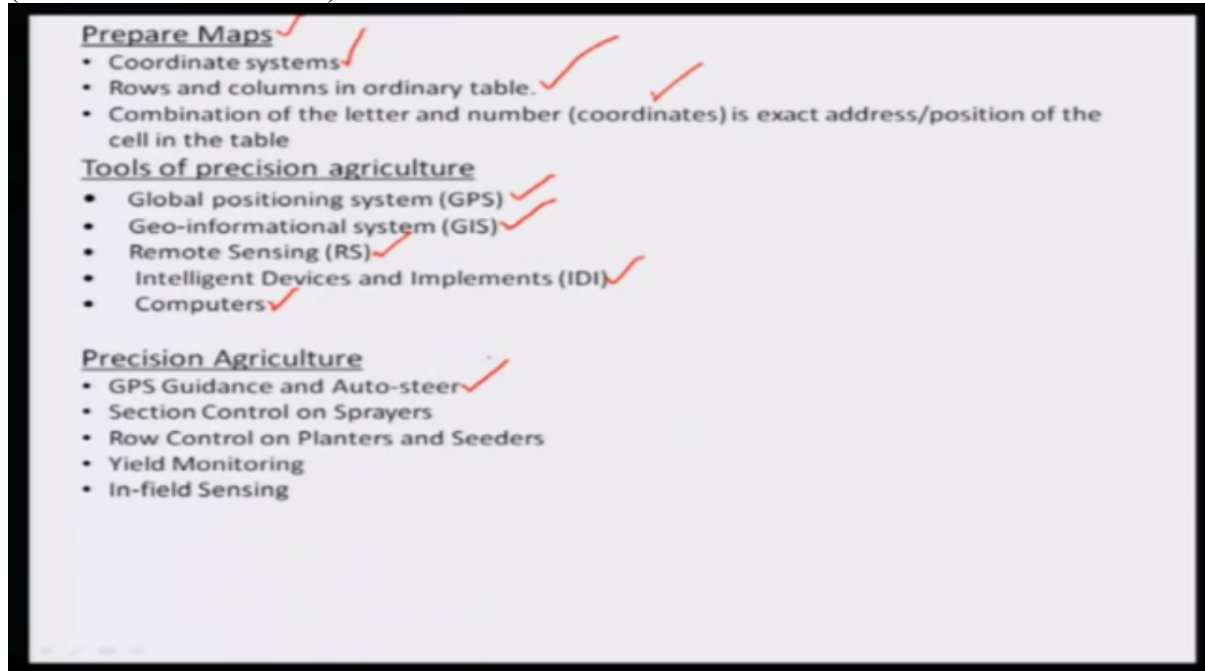 Prepare Maps
• Coordinate systems
• Rows and columns in ordinary table.
• Combination of the letter and number (coordinates) is exact address/position of the
cell in the table
Tools of precision agriculture
• Global positioning system (GPS)
• Geo-informational system (GIS)
• Remote Sensing (RS)
• Intelligent Devices and Implements (IDI)
• Computers
Precision Agriculture
• GPS Guidance and Auto-steer
• Section Control on Sprayers
• Row Control on Planters and Seeders
• Yield Monitoring
• In-field Sensing